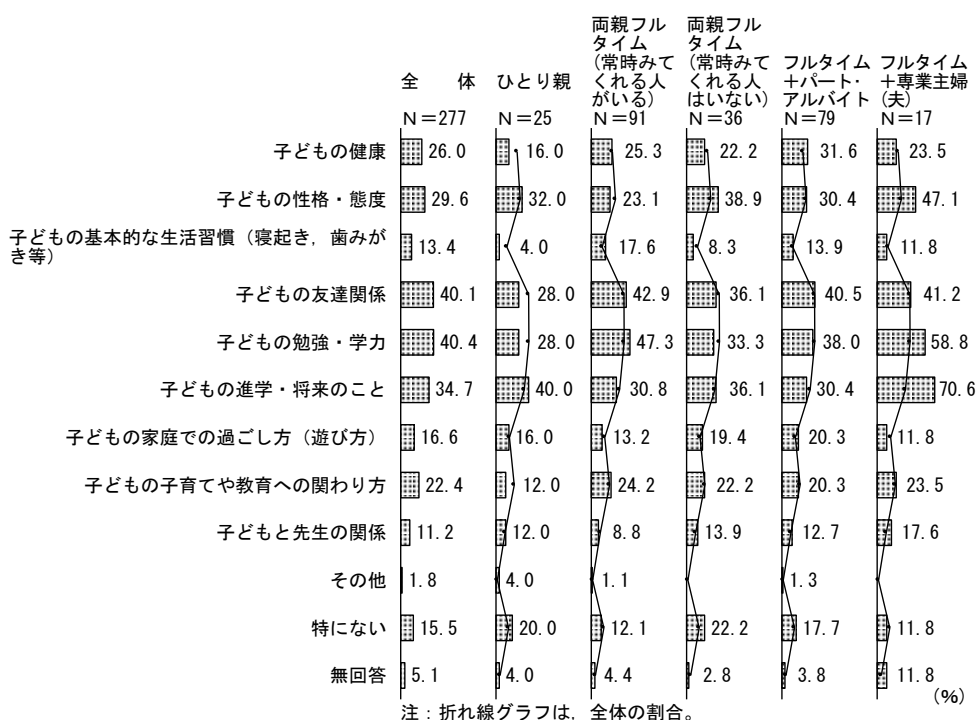 全　体
N=277
ひとり親
N=25
両親フル
タイム
(常時みて
くれる人
がいる)
N=91
両親フル
タイム
(常時みて
くれる人
はいない)
N=36
フルタイム
+パート・
アルバイト
N=79
フルタイム
+専業主婦
(夫)
N=17
子どもの健康 26.0 16.0 25.3 22.2 31.6 23.5
子どもの性格・態度 29.6 32.0 23.1 38.9 30.4 47.1
子どもの基本的な生活習慣（寝起き，歯みが
き等） 13.4 4.0 17.6 8.3 13.9 11.8
子どもの友達関係 40.1 28.0 42.9 36.1 40.5 41.2
子どもの勉強・学力 40.4 28.0 47.3 33.3 38.0 58.8
子どもの進学・将来のこと 34.7 40.0 30.8 36.1 30.4 70.6
子どもの家庭での過ごし方（遊び方） 16.6 16.0 13.2 19.4 20.3 11.8
子どもの子育てや教育への関わり方 22.4 12.0 24.2 22.2 20.3 23.5
子どもと先生の関係 11.2 12.0 8.8 13.9 12.7 17.6
その他 1.8 4.0 1.1 1.3
特にない 15.5 20.0 12.1 22.2 17.7 11.8
無回答 5.1 4.0 4.4 2.8 3.8 11.8
(%)
注：折れ線グラフは，全体の割合。